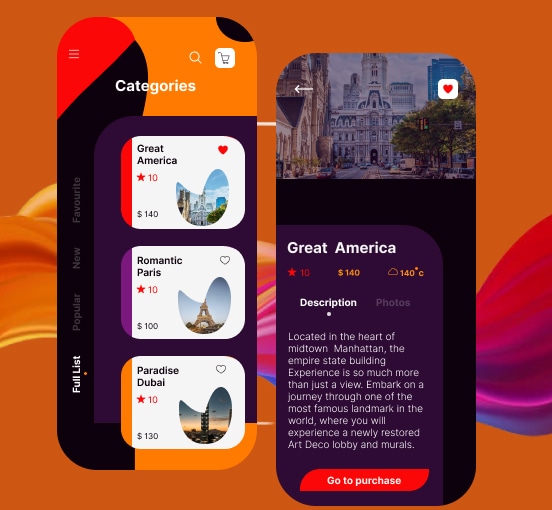 Categories
Great
America
10
$ 140
Romantic
Paris
10
$ 100
Paradise
Dubai
10
$ 130
Favourite
New
Popular
Full List
Great America
10
$ 140
140°c
Description
Photos
Located in the heart of
midtown Manhattan, the
empire state building
Experience is so much more
than just a view. Embark on a
journey through one of the
most famous landmark in the
world, where you will
experience a newly restored
Art Deco lobby and murals.
Go to purchase